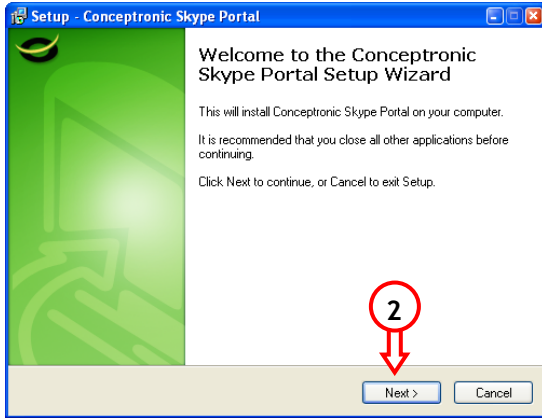 Setup - Conceptronic Skype Portal
Welcome to the Conceptronic
Skype Portal Setup Wizard
This will install Conceptronic Skype Portal on your computer.
It is recommended that you close all other applications before
continuing.
Click Next to continue, or Cancel to exit Setup.
2
Next >
Cancel